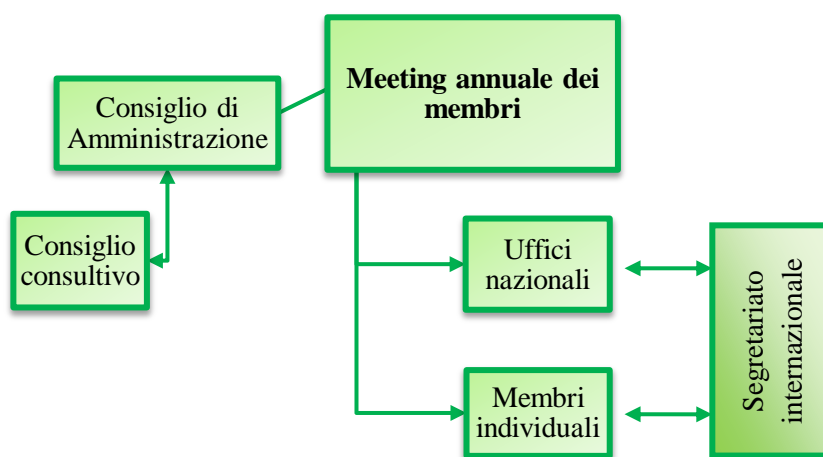 Meeting annuale dei
membri
Consiglio di
Amministrazione
Consiglio
consultivo
Uffici
nazionali
Membri
individuali
Segretariato
internazionale